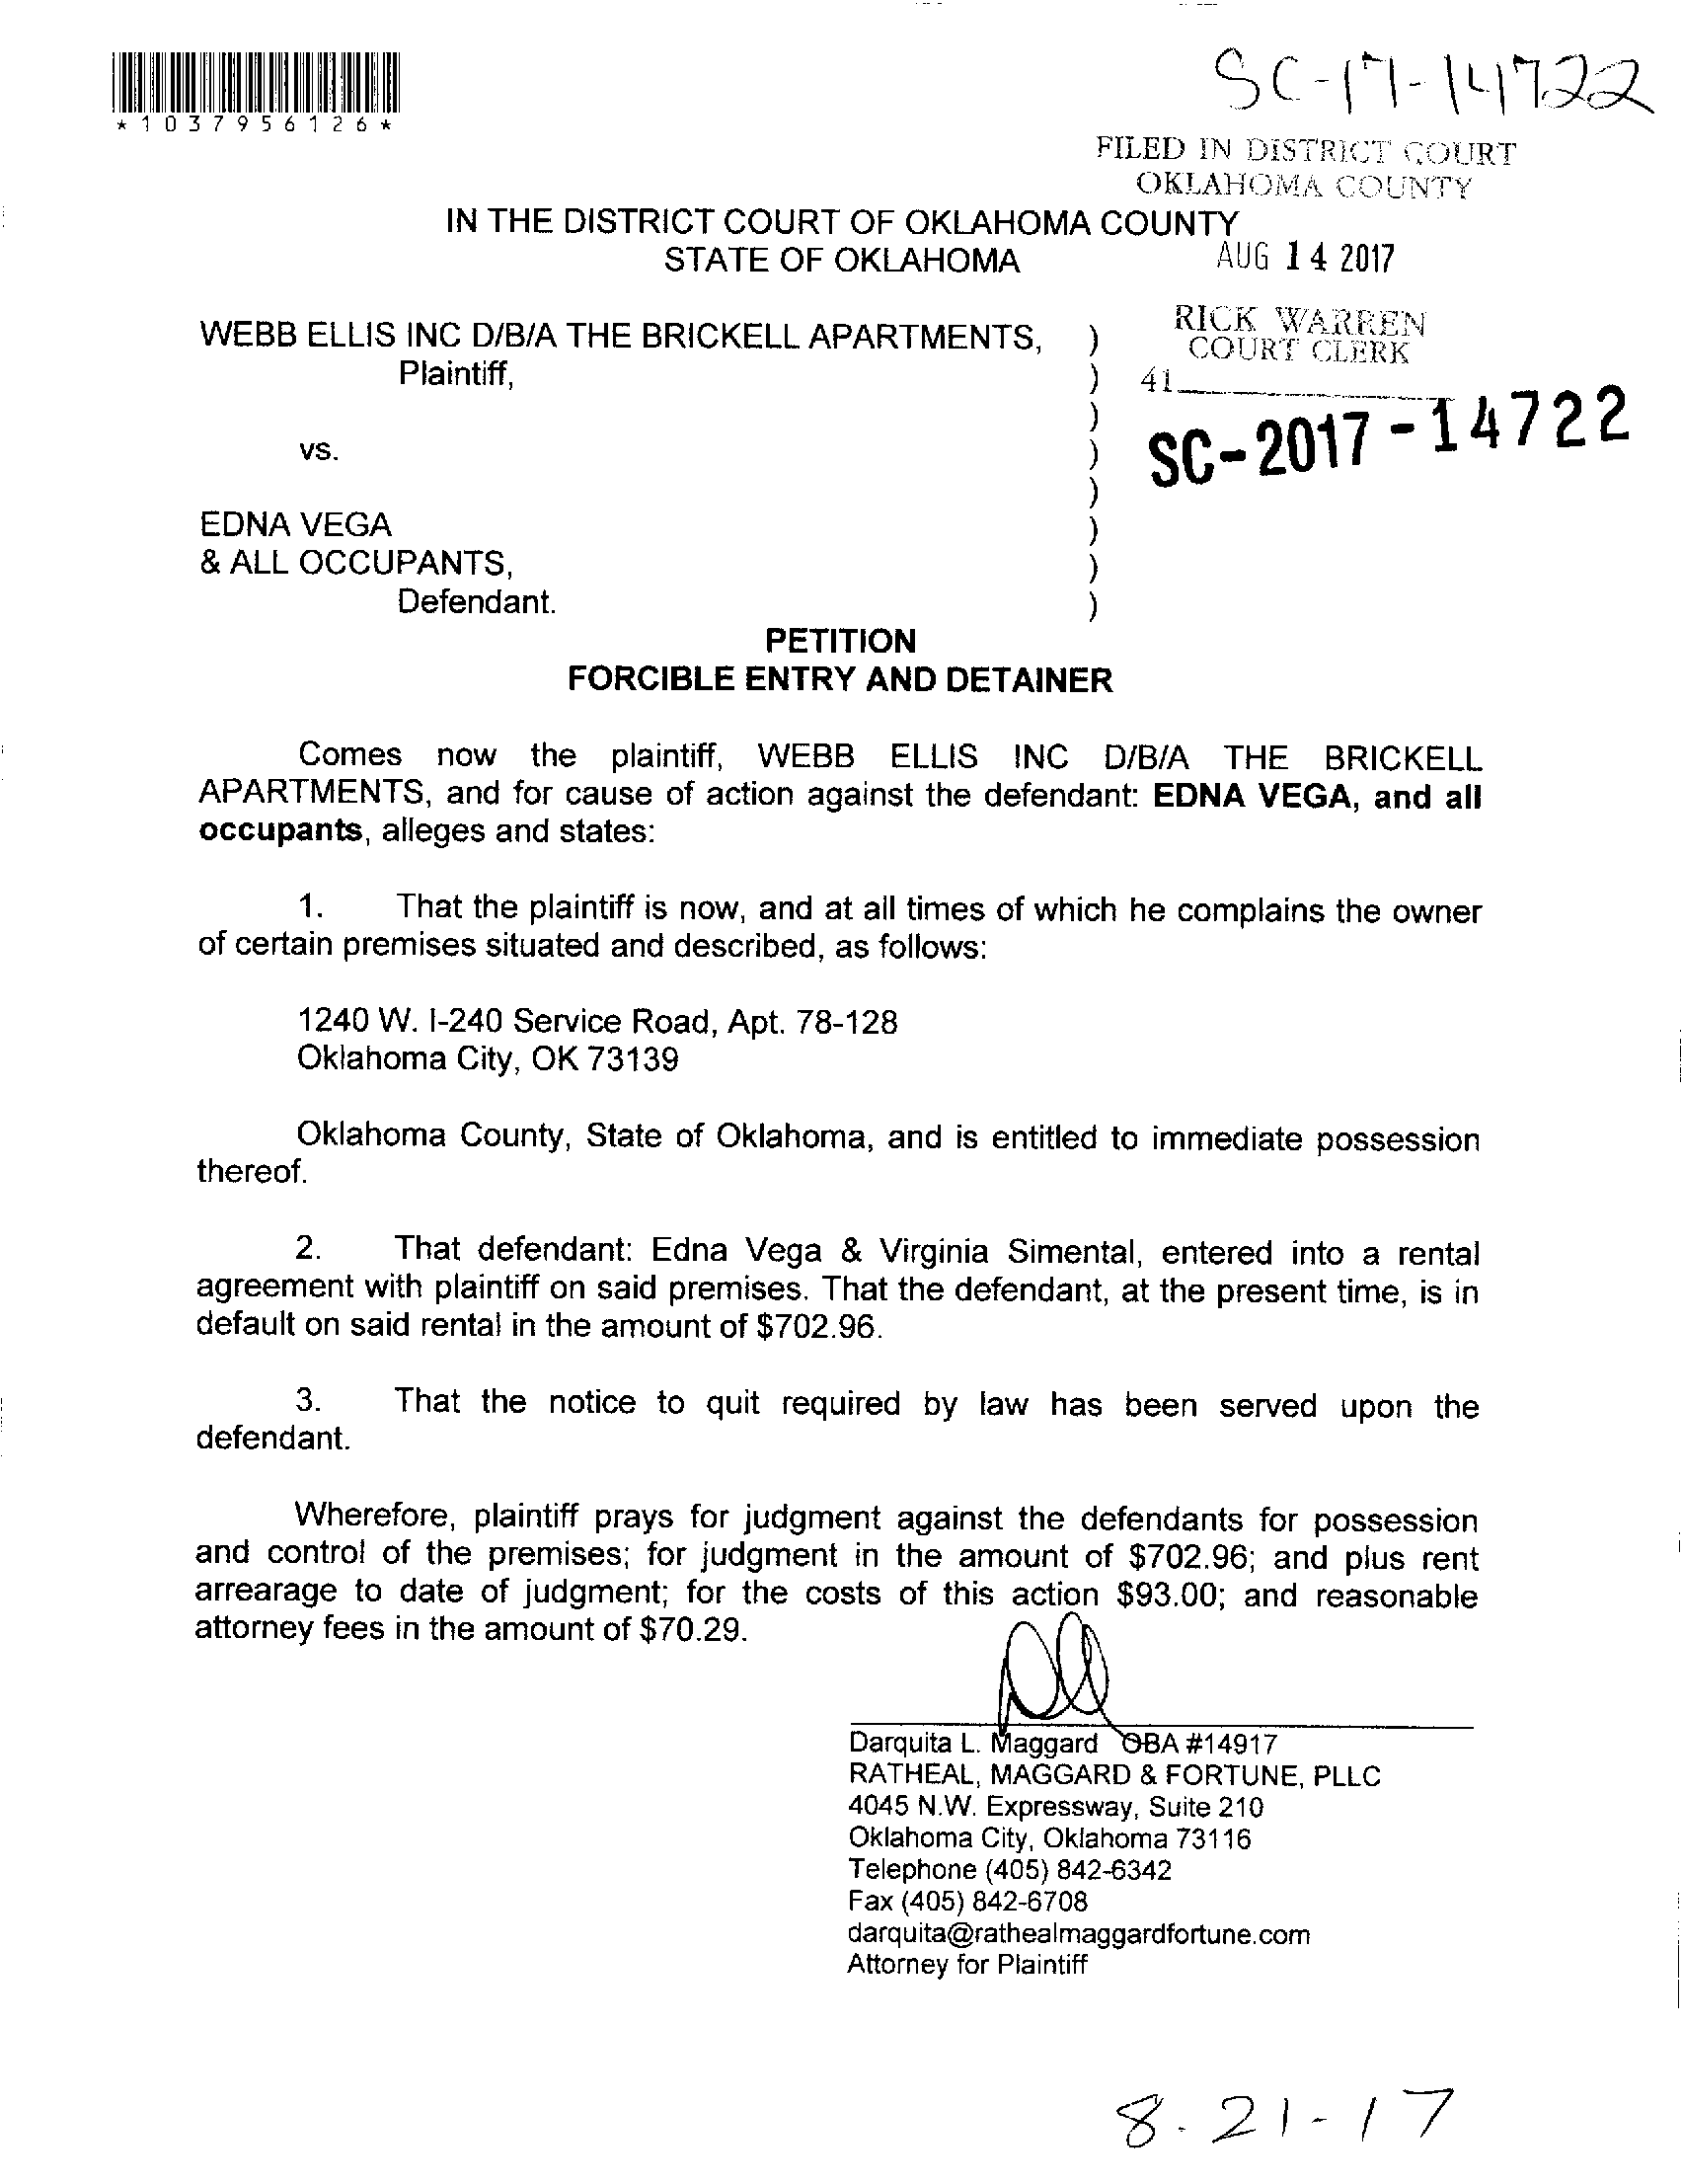 SC-17-14722
*1037956126*
FILED IN DISTRICT COURT
OKLAHOMA COUNTY
IN THE DISTRICT COURT OF OKLAHOMA COUNTY
STATE OF OKLAHOMA
AUG 14 2017
WEBB ELLIS INC D/B/A THE BRICKELL APARTMENTS, )
RICK WARREN
COURT CLERK
Plaintiff, )
41
)
vs. )
SC-2017-14722
)
EDNA VEGA )
& ALL OCCUPANTS, )
Defendant. )
PETITION
FORCIBLE ENTRY AND DETAINER
Comes now the plaintiff, WEBB ELLIS INC D/B/A THE BRICKELL
APARTMENTS, and for cause of action against the defendant: EDNA VEGA, and all
occupants, alleges and states:
1. That the plaintiff is now, and at all times of which he complains the owner
of certain premises situated and described, as follows:
1240 W. I-240 Service Road, Apt. 78-128
Oklahoma City, OK 73139
Oklahoma County, State of Oklahoma, and is entitled to immediate possession
thereof.
2. That defendant: Edna Vega & Virginia Simental, entered into a rental
agreement with plaintiff on said premises. That the defendant, at the present time, is in
default on said rental in the amount of $702.96.
3. That the notice to quit required by law has been served upon the
defendant.
Wherefore, plaintiff prays for judgment against the defendants for possession
and control of the premises; for judgment in the amount of $702.96; and plus rent
arrearage to date of judgment; for the costs of this action $93.00; and reasonable
attorney fees in the amount of $70.29.
Darquita L. Maggard OBA #14917
RATHEAL, MAGGARD & FORTUNE, PLLC
4045 N.W. Expressway, Suite 210
Oklahoma City, Oklahoma 73116
Telephone (405) 842-6342
Fax (405) 842-6708
darquita@rathealmaggardfortune.com
Attorney for Plaintiff
8-21-17